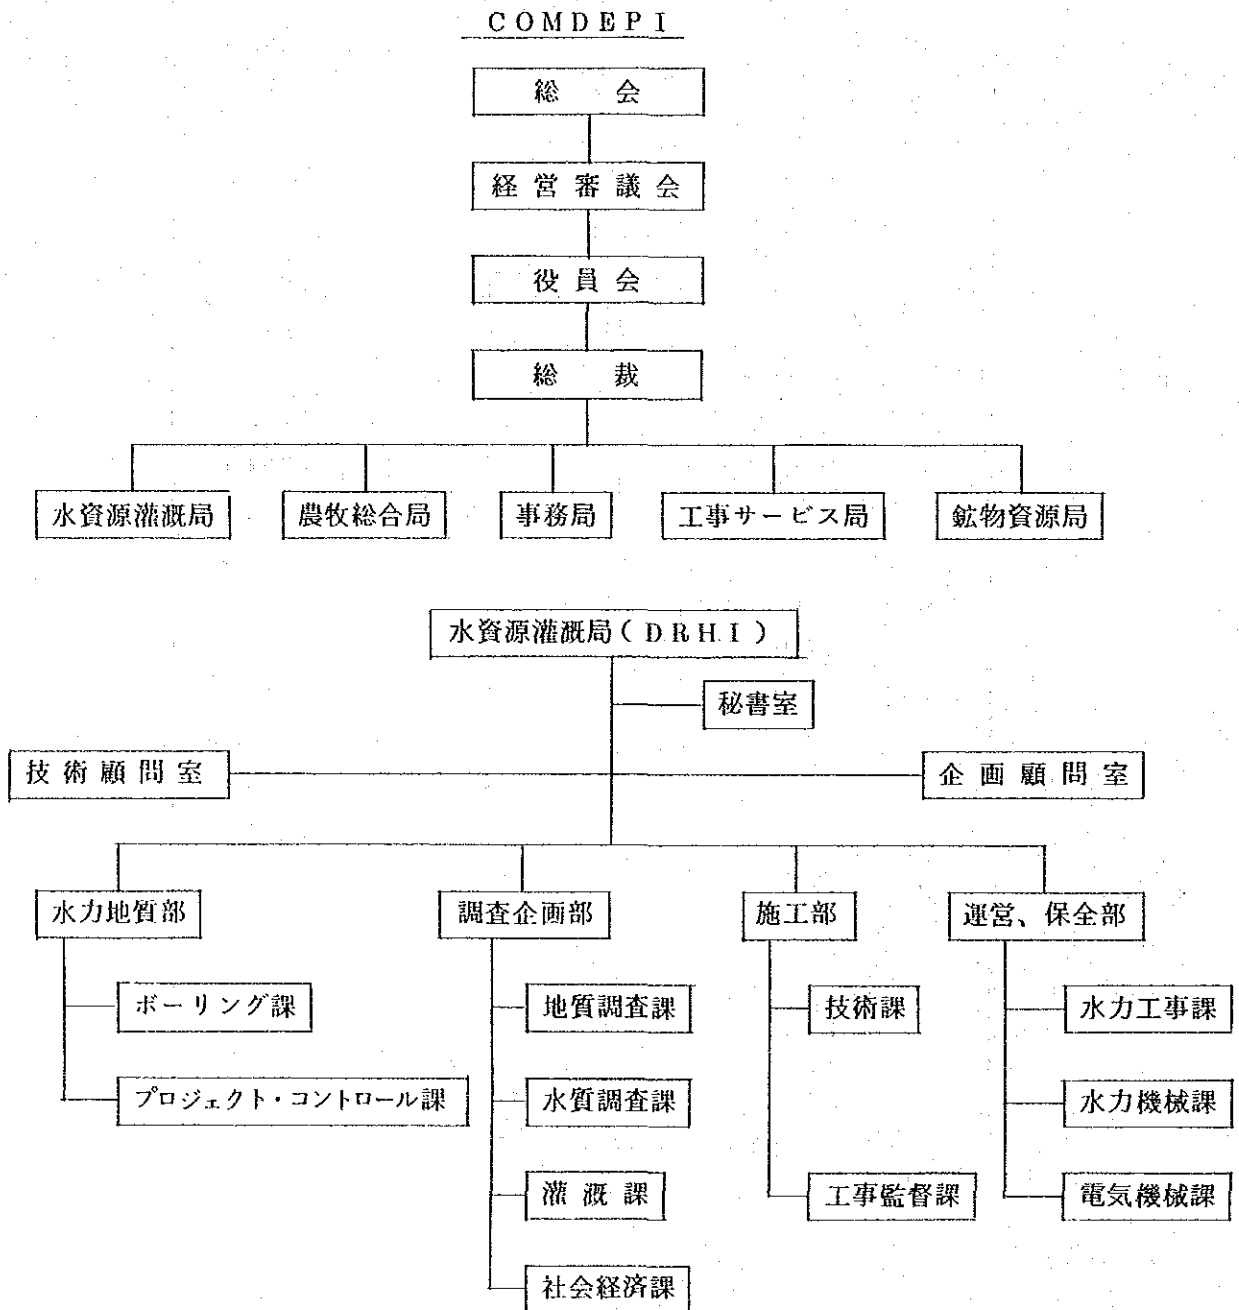 COMDEPI
総会
経営審議会
役員会
総裁
水資源灌漑局 農牧総合局 事務局 工事サービス局 鉱物資源局
水資源灌漑局(DRHI)
秘書室
技術顧問室 企画顧問室
水力地質部 調査企画部 施工部 運営、保全部
ボーリング課 地質調査課 技術課 水力工事課
プロジェクト・コントロール課 水質調査課 水力機械課
灌漑課 工事監督課 電気機械課
社会経済課